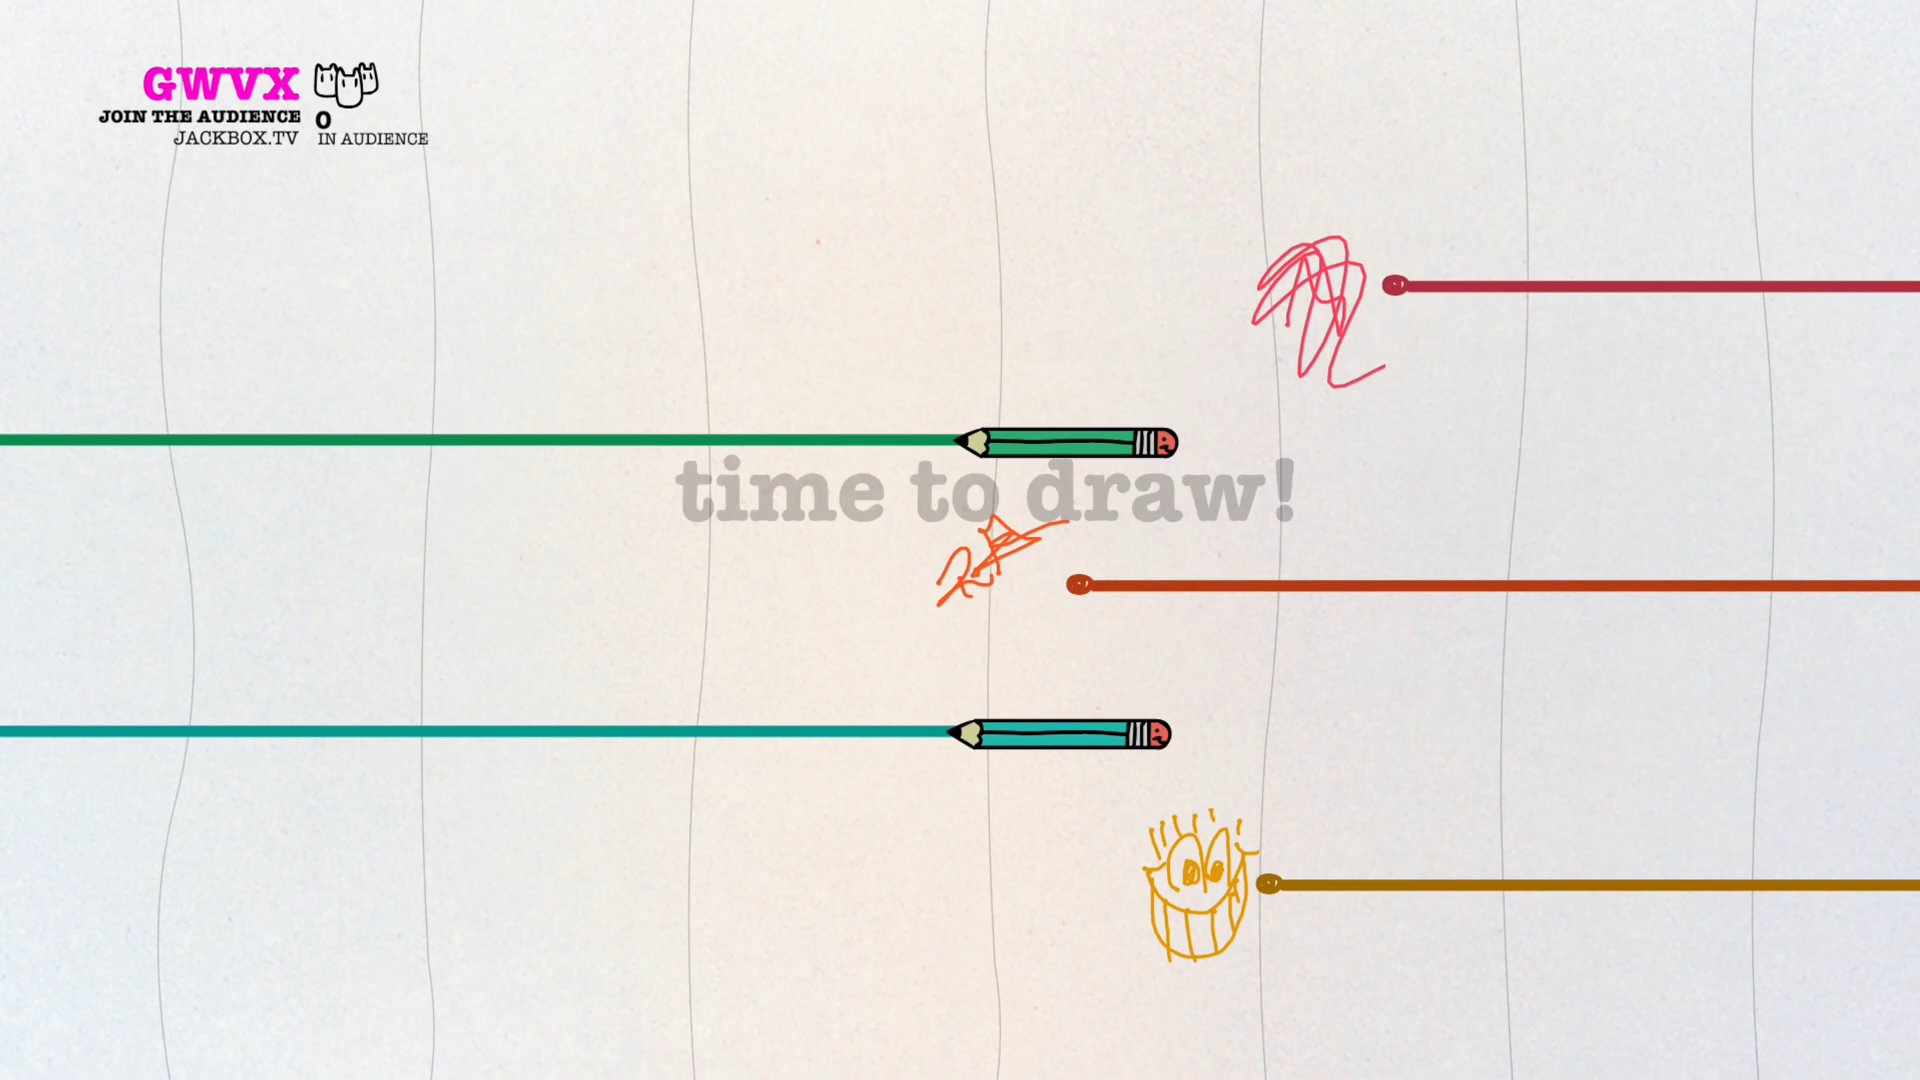 GWVX
JOIN THE AUDIENCE
JACKBOX.TV
0
IN AUDIENCE
time to draw!